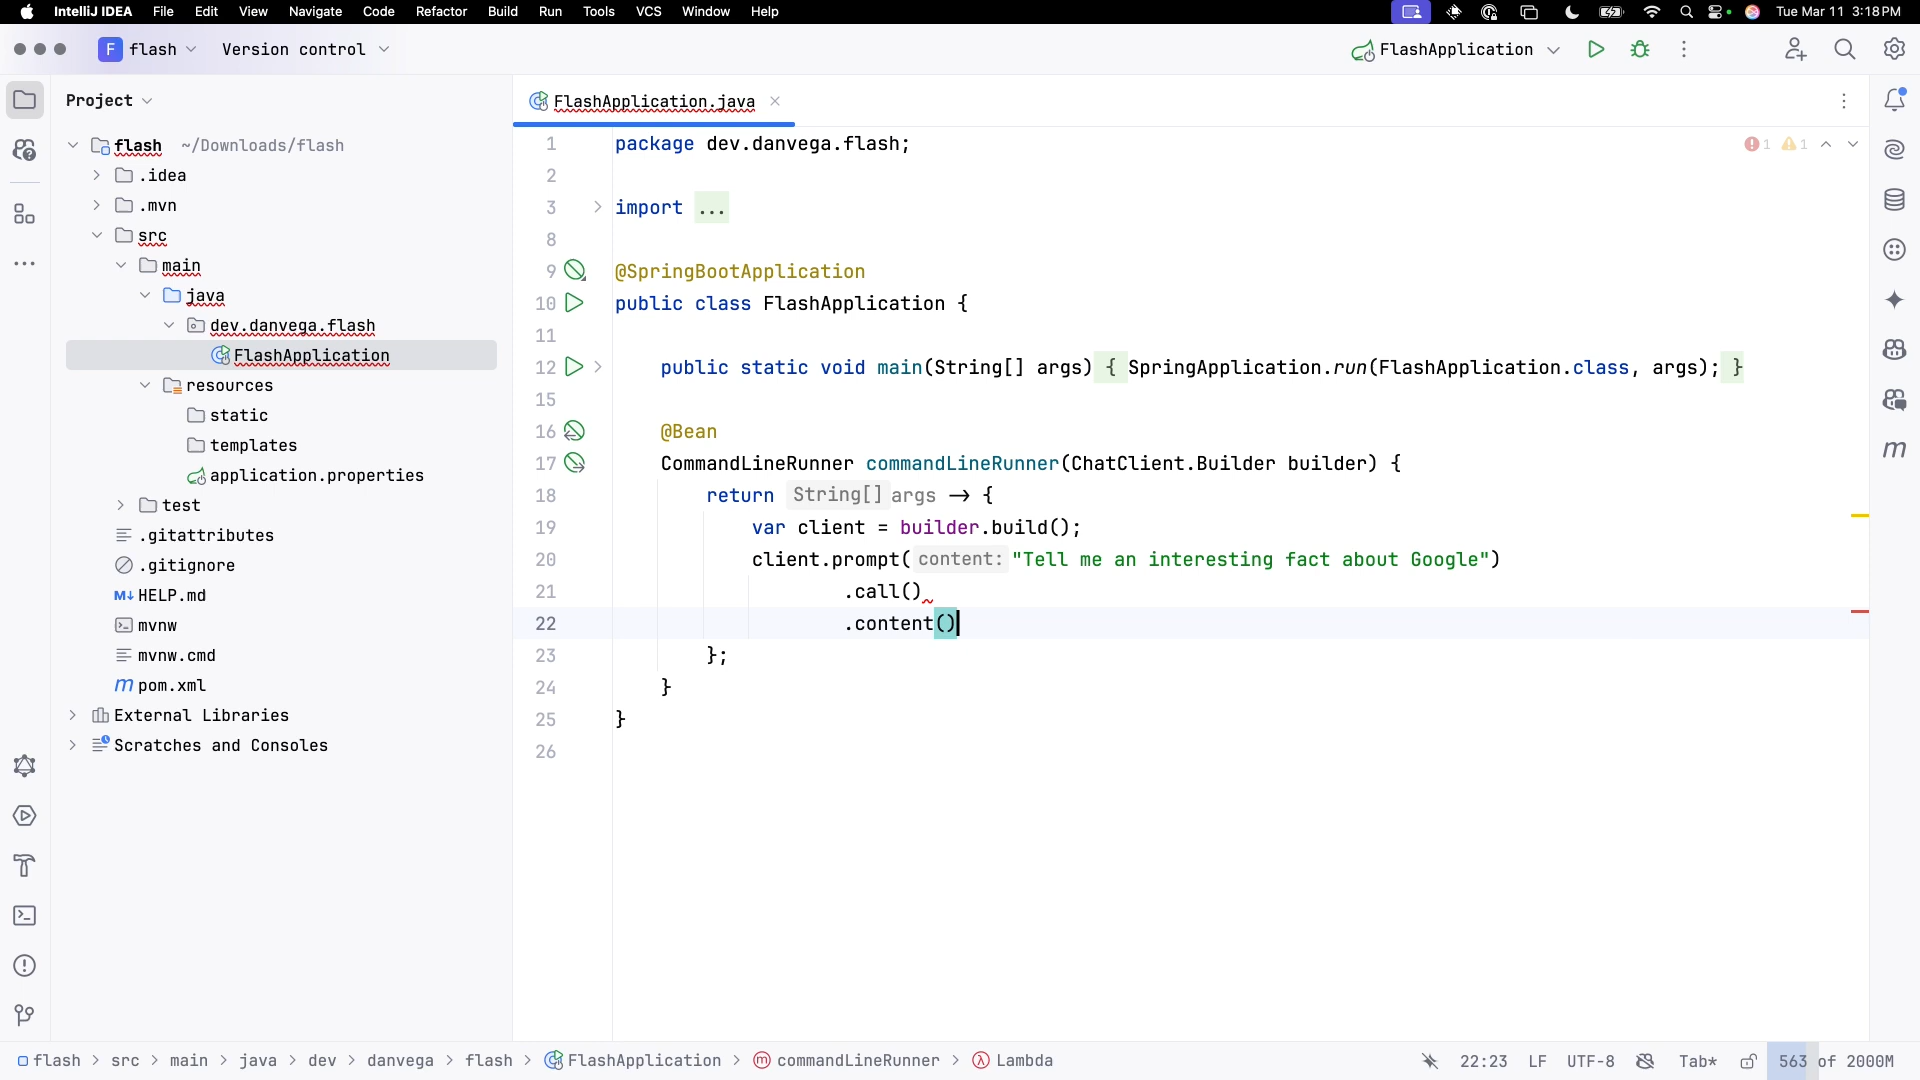 IntelliJ IDEA File Edit View Navigate Code Refactor Build Run Tools VCS Window Help Tue Mar 11 3:18 PM
F flash Version control FlashApplication
Project
FlashApplication.java
flash ~/Downloads/flash
.idea
.mvn
src
main
java
dev.danvega.flash
FlashApplication
resources
static
templates
application.properties
test
.gitattributes
.gitignore
M↓ HELP.md
mvnw
mvnw.cmd
m pom.xml
External Libraries
Scratches and Consoles
1 package dev.danvega.flash;
1 1
2
3 import ...
8
9 @SpringBootApplication
10 public class FlashApplication {
11
12 public static void main(String[] args) { SpringApplication.run(FlashApplication.class, args); }
15
16 @Bean
17 CommandLineRunner commandLineRunner(ChatClient.Builder builder) {
18 return String[] args -> {
19 var client = builder.build();
20 client.prompt( content: "Tell me an interesting fact about Google")
21 .call()
22 .content()
23 };
24 }
25 }
26
m
flash > src > main > java > dev > danvega > flash > FlashApplication > m commandLineRunner > λ Lambda 22:23 LF UTF-8 Tab* 563 of 2000M